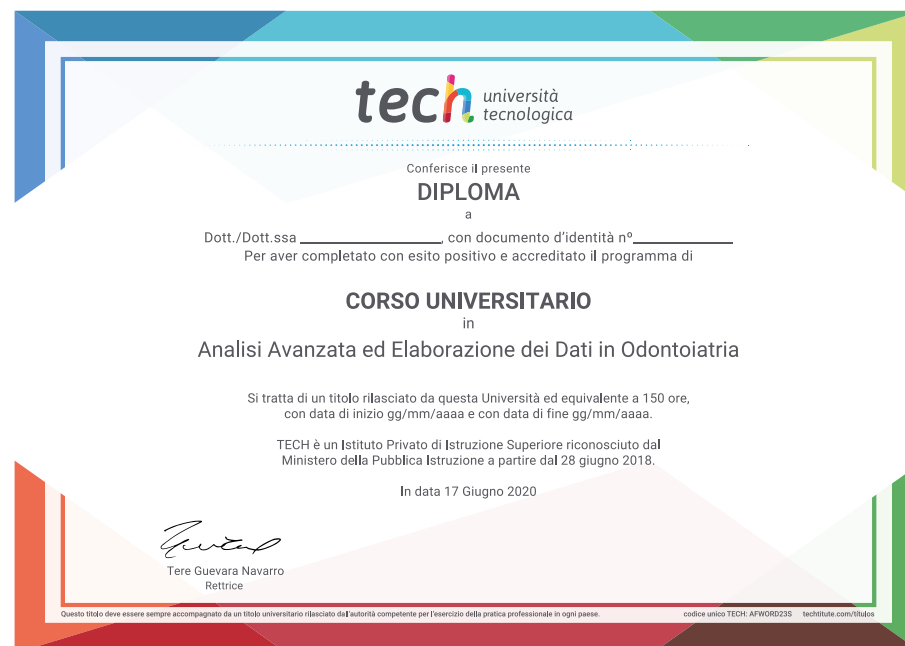 tech università
tecnologica
Conferisce il presente
DIPLOMA
a
Dott./Dott.ssa ________________, con documento d'identità nº____________
Per aver completato con esito positivo e accreditato il programma di
CORSO UNIVERSITARIO
in
Analisi Avanzata ed Elaborazione dei Dati in Odontoiatria
Si tratta di un titolo rilasciato da questa Università ed equivalente a 150 ore,
con data di inizio gg/mm/aaaa e con data di fine gg/mm/aaaa.
TECH è un Istituto Privato di Istruzione Superiore riconosciuto dal
Ministero della Pubblica Istruzione a partire dal 28 giugno 2018.
In data 17 Giugno 2020
Tere Guevara Navarro
Rettrice
Questo titolo deve essere sempre accompagnato da un titolo universitario rilasciato dall'autorità competente per l'esercizio della pratica professionale in ogni paese. codice unico TECH: AFWORD23S techtitute.com/titulos